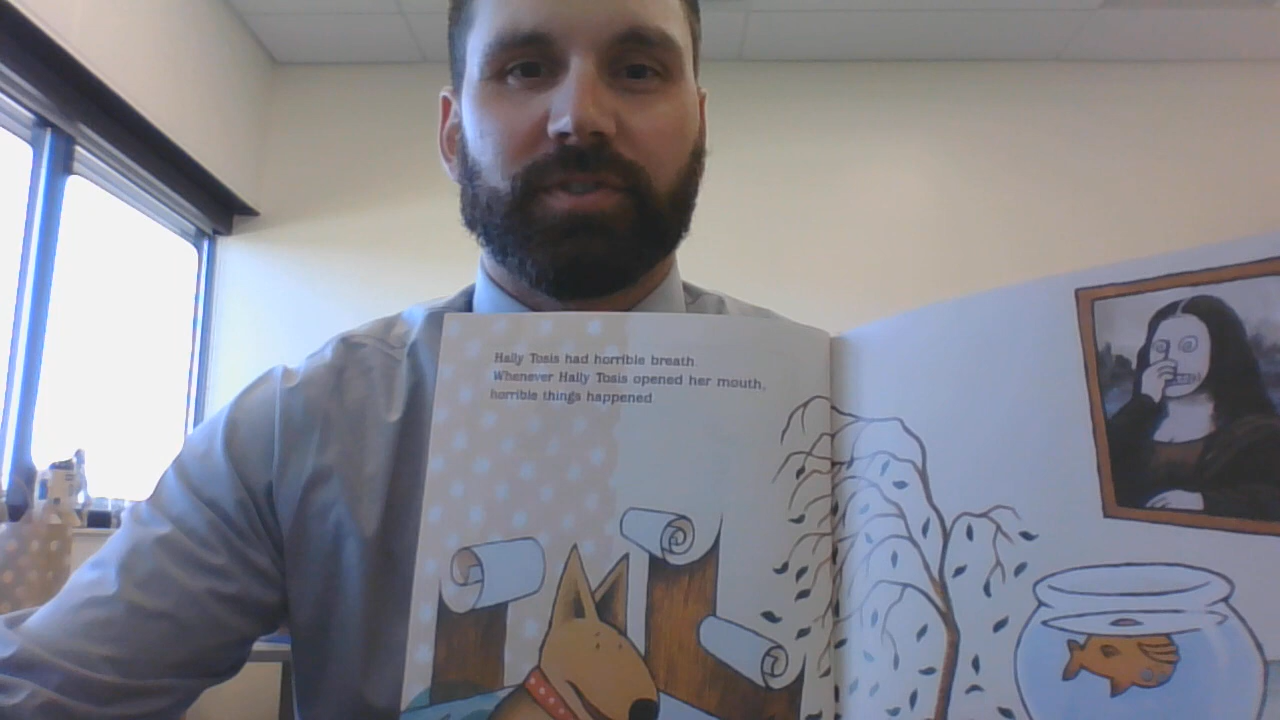 Hally Tosis had horrible breath.
Whenever Hally Tosis opened her mouth,
horrible things happened.